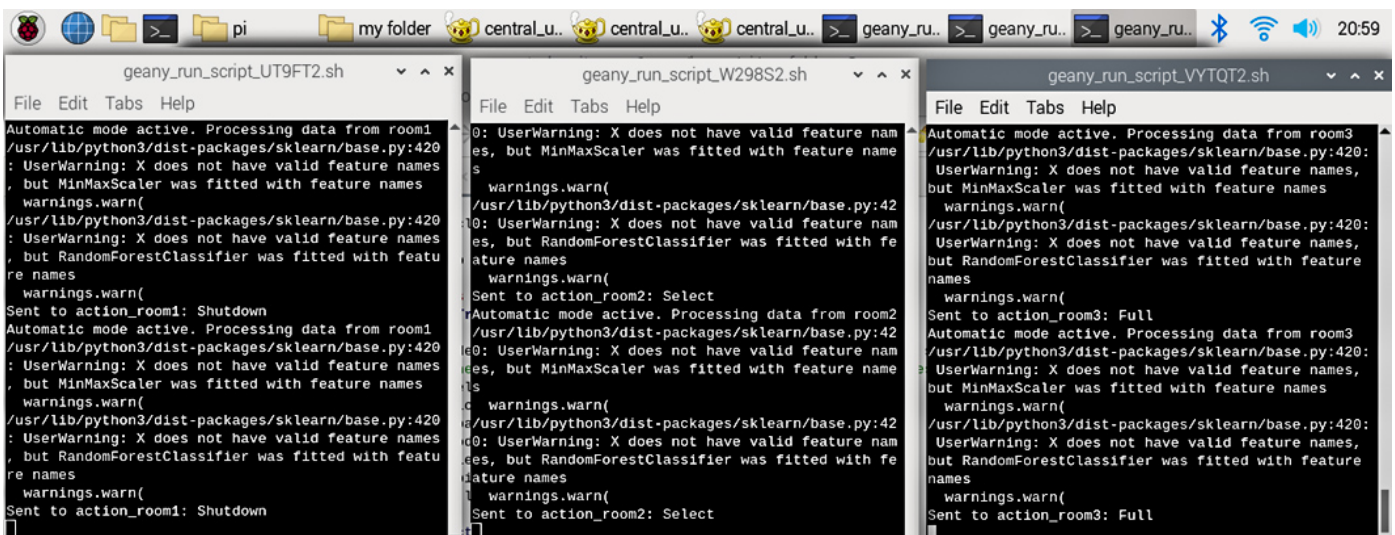 pi my folder central_u.. central_u.. central_u.. geany_ru.. geany_ru.. geany_ru.. 20:59
geany_run_script_UT9FT2.sh
File Edit Tabs Help
Automatic mode active. Processing data from room1
/usr/lib/python3/dist-packages/sklearn/base.py:420
: UserWarning: X does not have valid feature names
, but MinMaxScaler was fitted with feature names
warnings.warn(
/usr/lib/python3/dist-packages/sklearn/base.py:420
: UserWarning: X does not have valid feature names
, but RandomForestClassifier was fitted with featu
re names
warnings.warn(
Sent to action_room1: Shutdown
Automatic mode active. Processing data from room1
/usr/lib/python3/dist-packages/sklearn/base.py:420
: UserWarning: X does not have valid feature names
, but MinMaxScaler was fitted with feature names
warnings.warn(
/usr/lib/python3/dist-packages/sklearn/base.py:420
: UserWarning: X does not have valid feature names
, but RandomForestClassifier was fitted with featu
re names
warnings.warn(
Sent to action_room1: Shutdown
geany_run_script_W298S2.sh
File Edit Tabs Help
0: UserWarning: X does not have valid feature nam
es, but MinMaxScaler was fitted with feature name
s
warnings.warn(
/usr/lib/python3/dist-packages/sklearn/base.py:42
0: UserWarning: X does not have valid feature nam
es, but RandomForestClassifier was fitted with fe
ature names
warnings.warn(
Sent to action_room2: Select
Automatic mode active. Processing data from room2
/usr/lib/python3/dist-packages/sklearn/base.py:42
0: UserWarning: X does not have valid feature nam
es, but MinMaxScaler was fitted with feature name
s
warnings.warn(
/usr/lib/python3/dist-packages/sklearn/base.py:42
0: UserWarning: X does not have valid feature nam
es, but RandomForestClassifier was fitted with fe
ature names
warnings.warn(
Sent to action_room2: Select
geany_run_script_VYTQT2.sh
File Edit Tabs Help
Automatic mode active. Processing data from room3
/usr/lib/python3/dist-packages/sklearn/base.py:420:
UserWarning: X does not have valid feature names,
but MinMaxScaler was fitted with feature names
warnings.warn(
/usr/lib/python3/dist-packages/sklearn/base.py:420:
UserWarning: X does not have valid feature names,
but RandomForestClassifier was fitted with feature
names
warnings.warn(
Sent to action_room3: Full
Automatic mode active. Processing data from room3
/usr/lib/python3/dist-packages/sklearn/base.py:420:
UserWarning: X does not have valid feature names,
but MinMaxScaler was fitted with feature names
warnings.warn(
/usr/lib/python3/dist-packages/sklearn/base.py:420:
UserWarning: X does not have valid feature names,
but RandomForestClassifier was fitted with feature
names
warnings.warn(
Sent to action_room3: Full